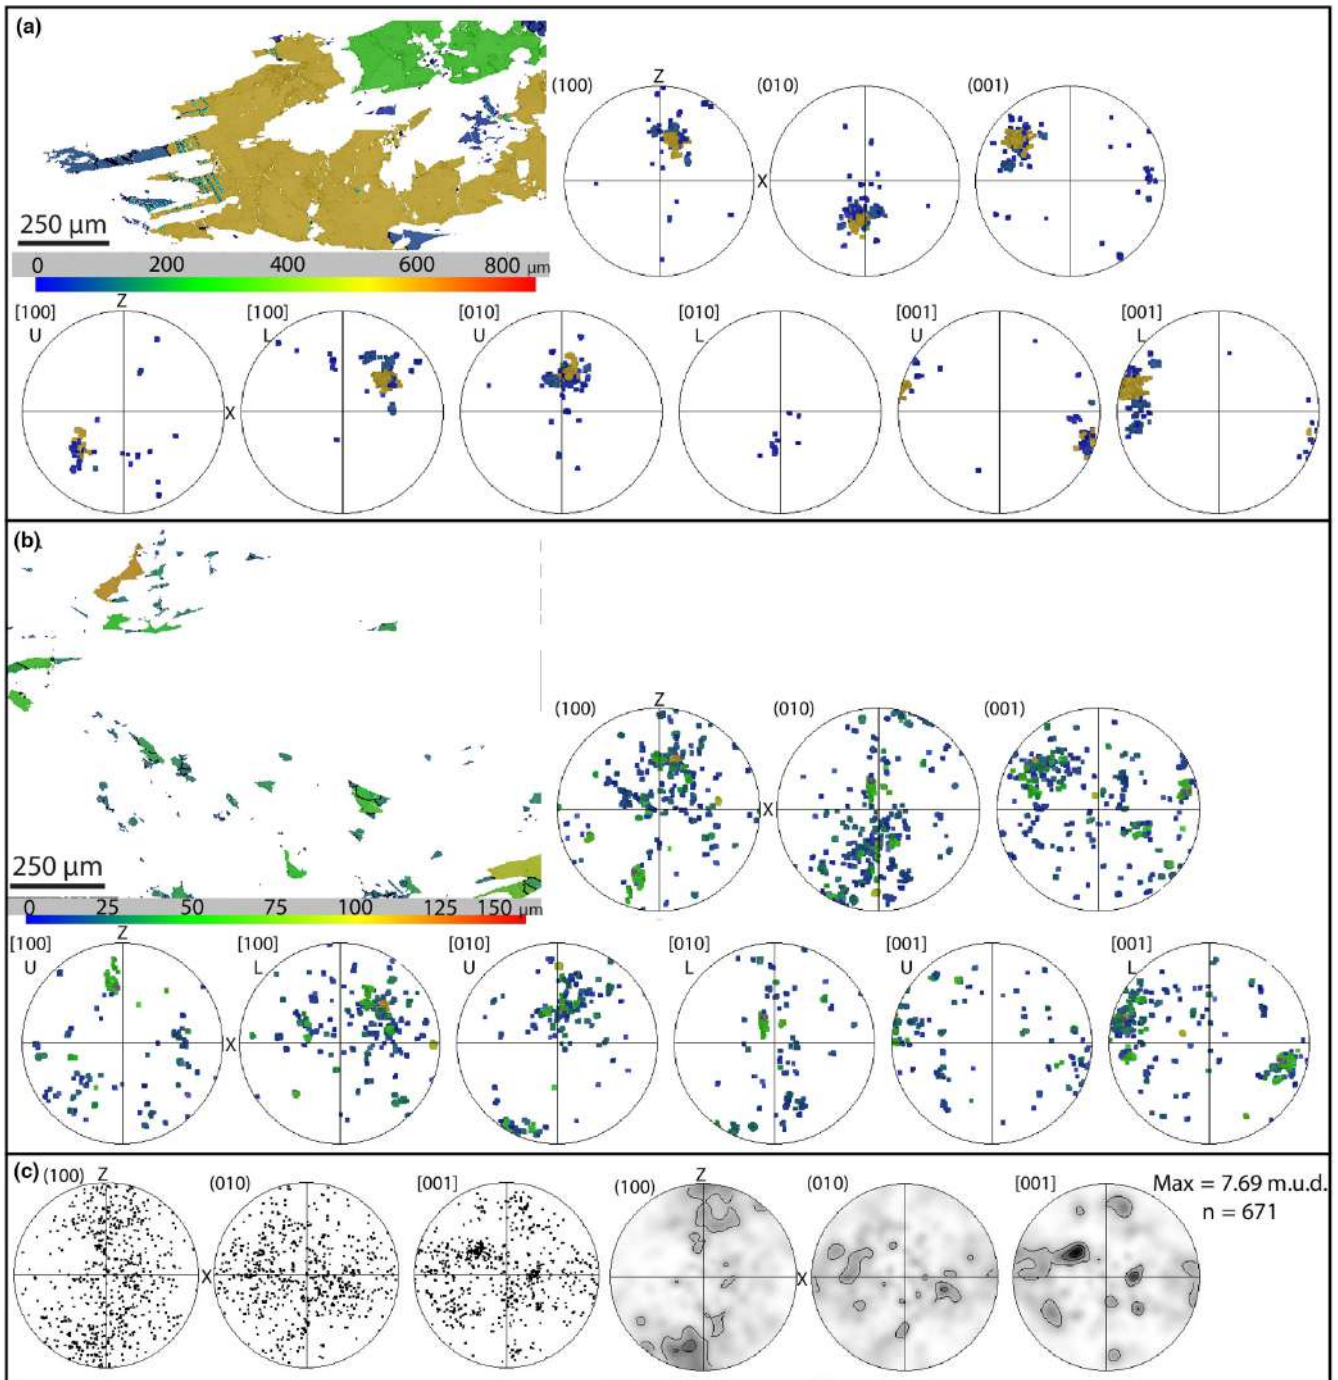 (a)
Z
(100)
(010)
(001)
X
250 µm
0 200 400 600 800 µm
[100] Z [100] [010] [010] [001] [001]
U L U L U L
X
(b)
Z
(100)
(010)
(001)
X
250 µm
0 25 50 75 100 125 150 µm
[100] Z [100] [010] [010] [001] [001]
U L U L U L
X
(c) (100) Z (010) [001] (100) Z (010) [001] Max = 7.69 m.u.d.
n = 671
X X